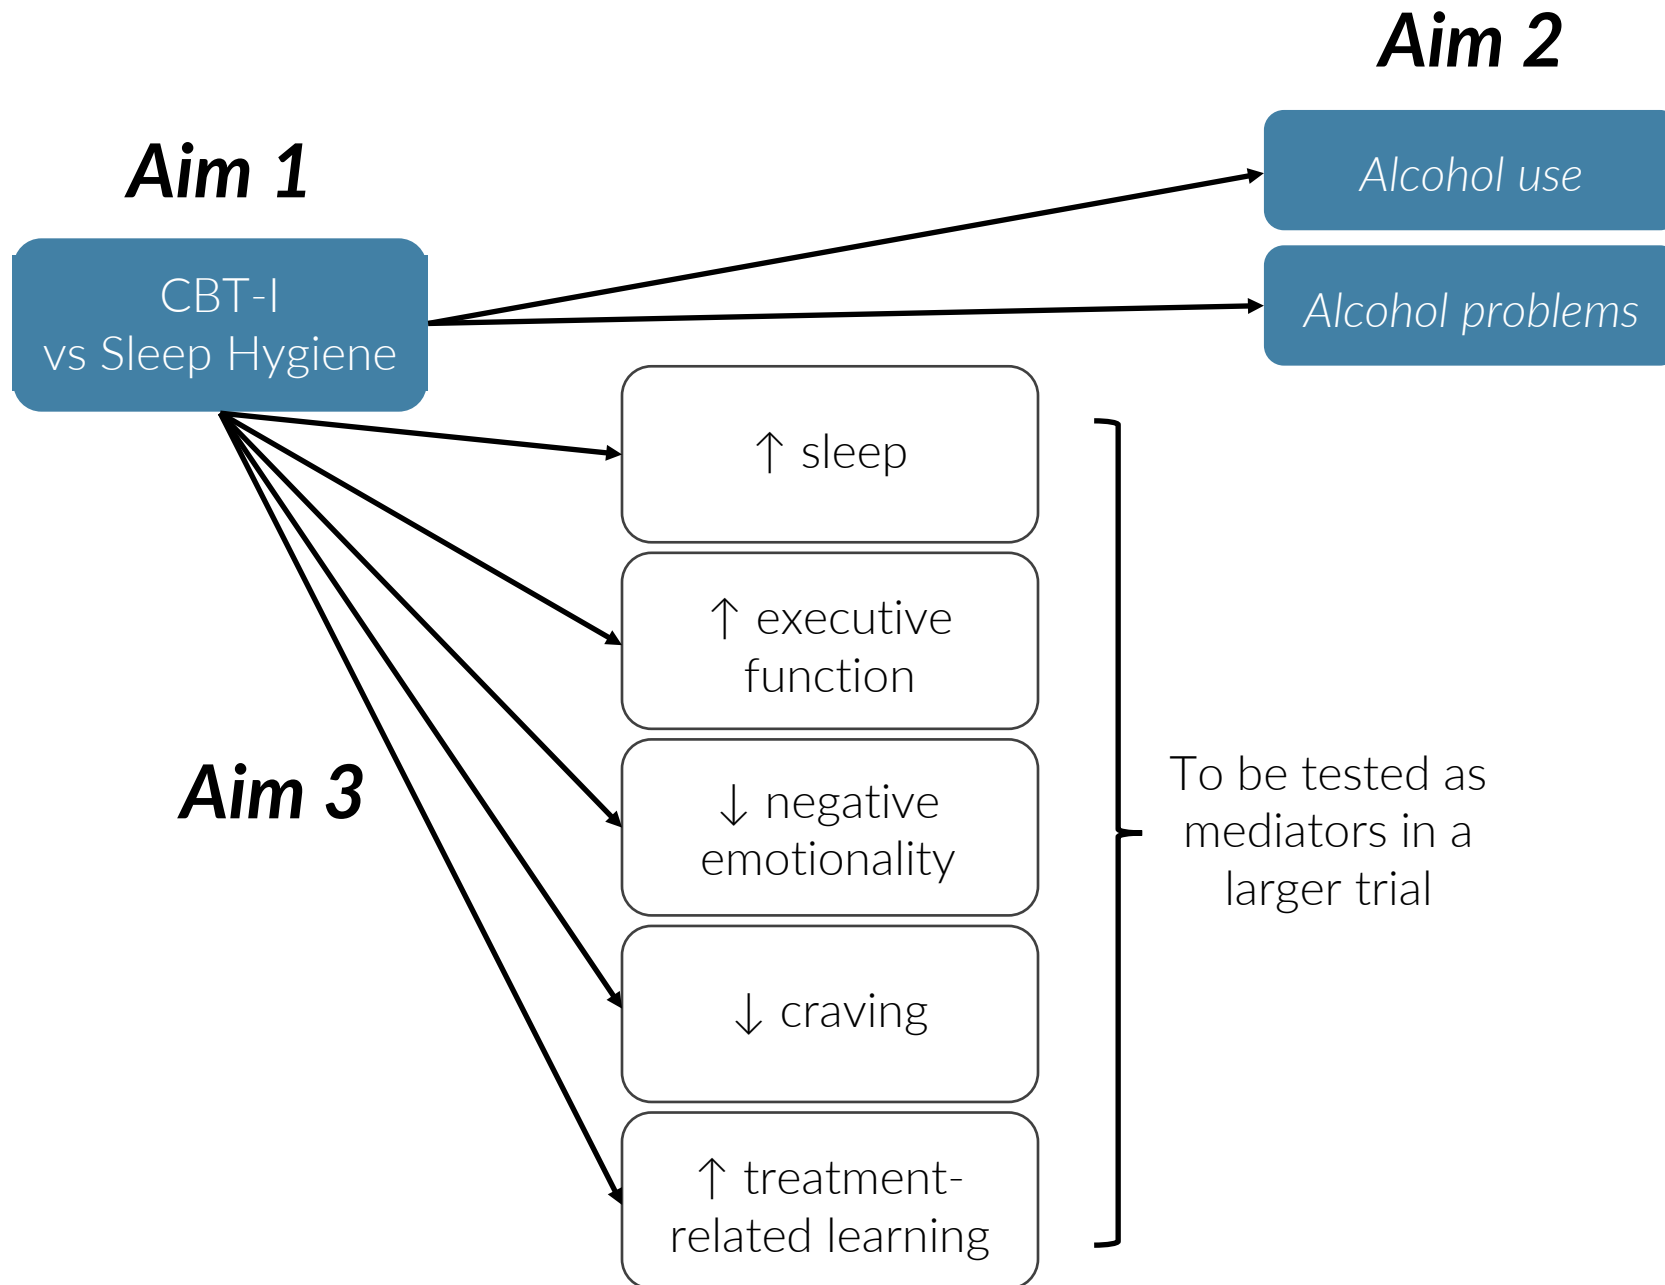 Aim 2
Alcohol use
Alcohol problems
Aim 1
CBT-I
vs Sleep Hygiene
Aim 3
↑ sleep
↑ executive
function
↓ negative
emotionality
↓ craving
↑ treatment-
related learning
To be tested as
mediators in a
larger trial